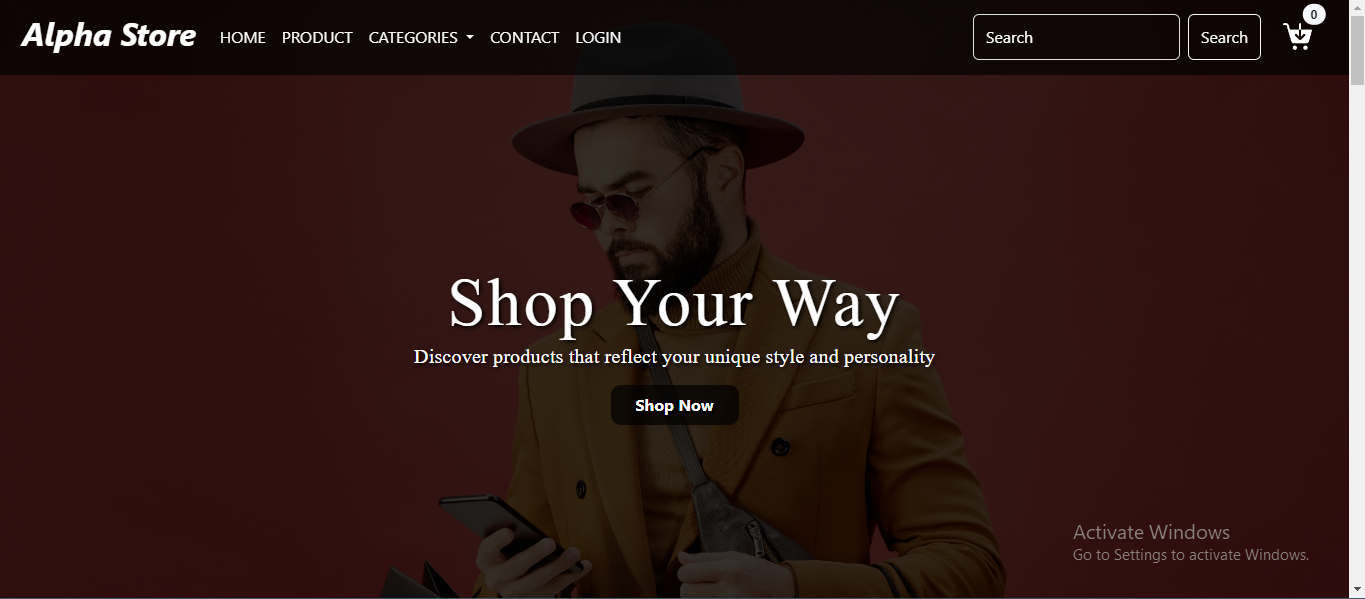 Alpha Store HOME PRODUCT CATEGORIES CONTACT LOGIN Search Search 0
Shop Your Way
Discover products that reflect your unique style and personality
Shop Now
Activate Windows
Go to Settings to activate Windows.